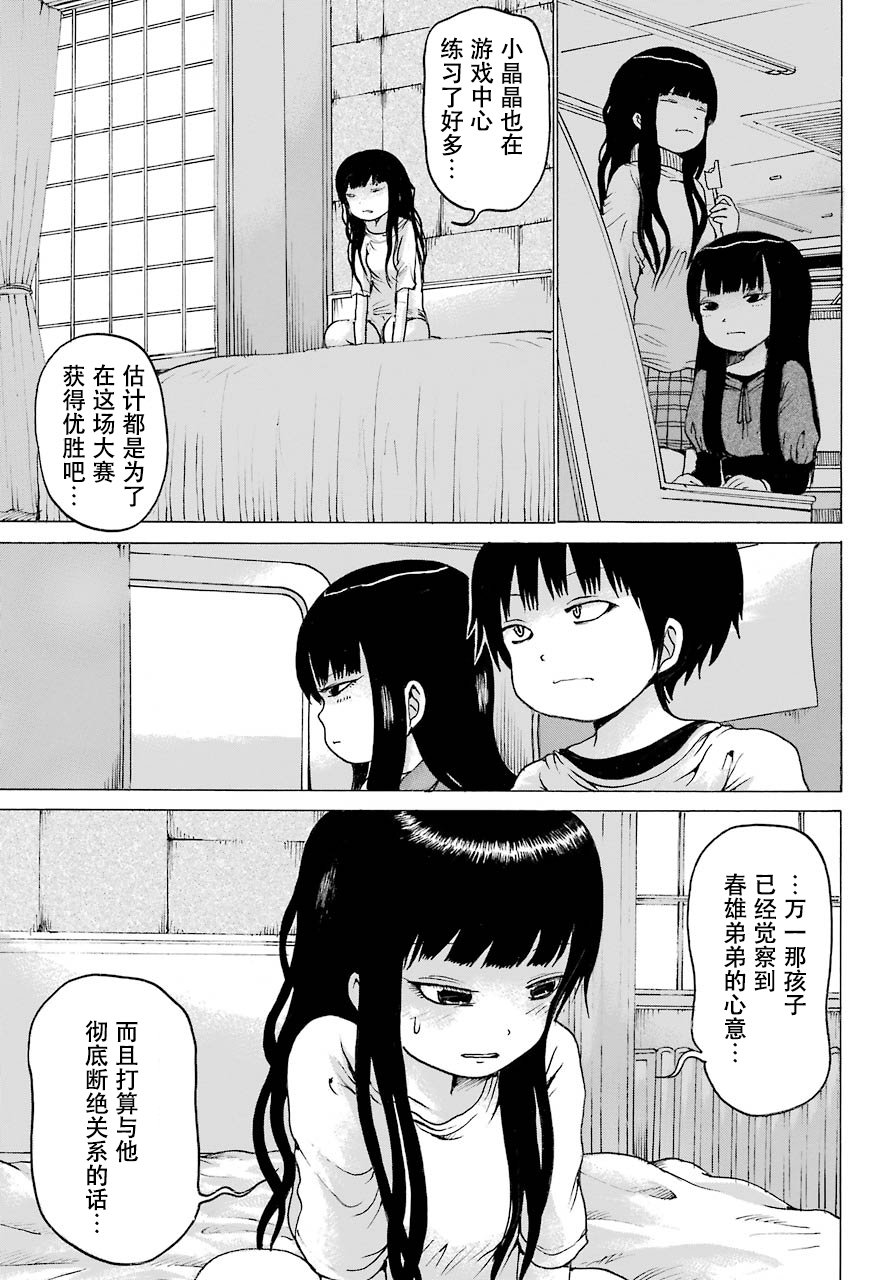 小晶晶也在
游戏中心
练习了好多…
估计都是为了
在这场大赛
获得优胜吧…
…万一那孩子
已经觉察到
春雄弟弟的心意…
而且打算与他
彻底断绝关系的话…